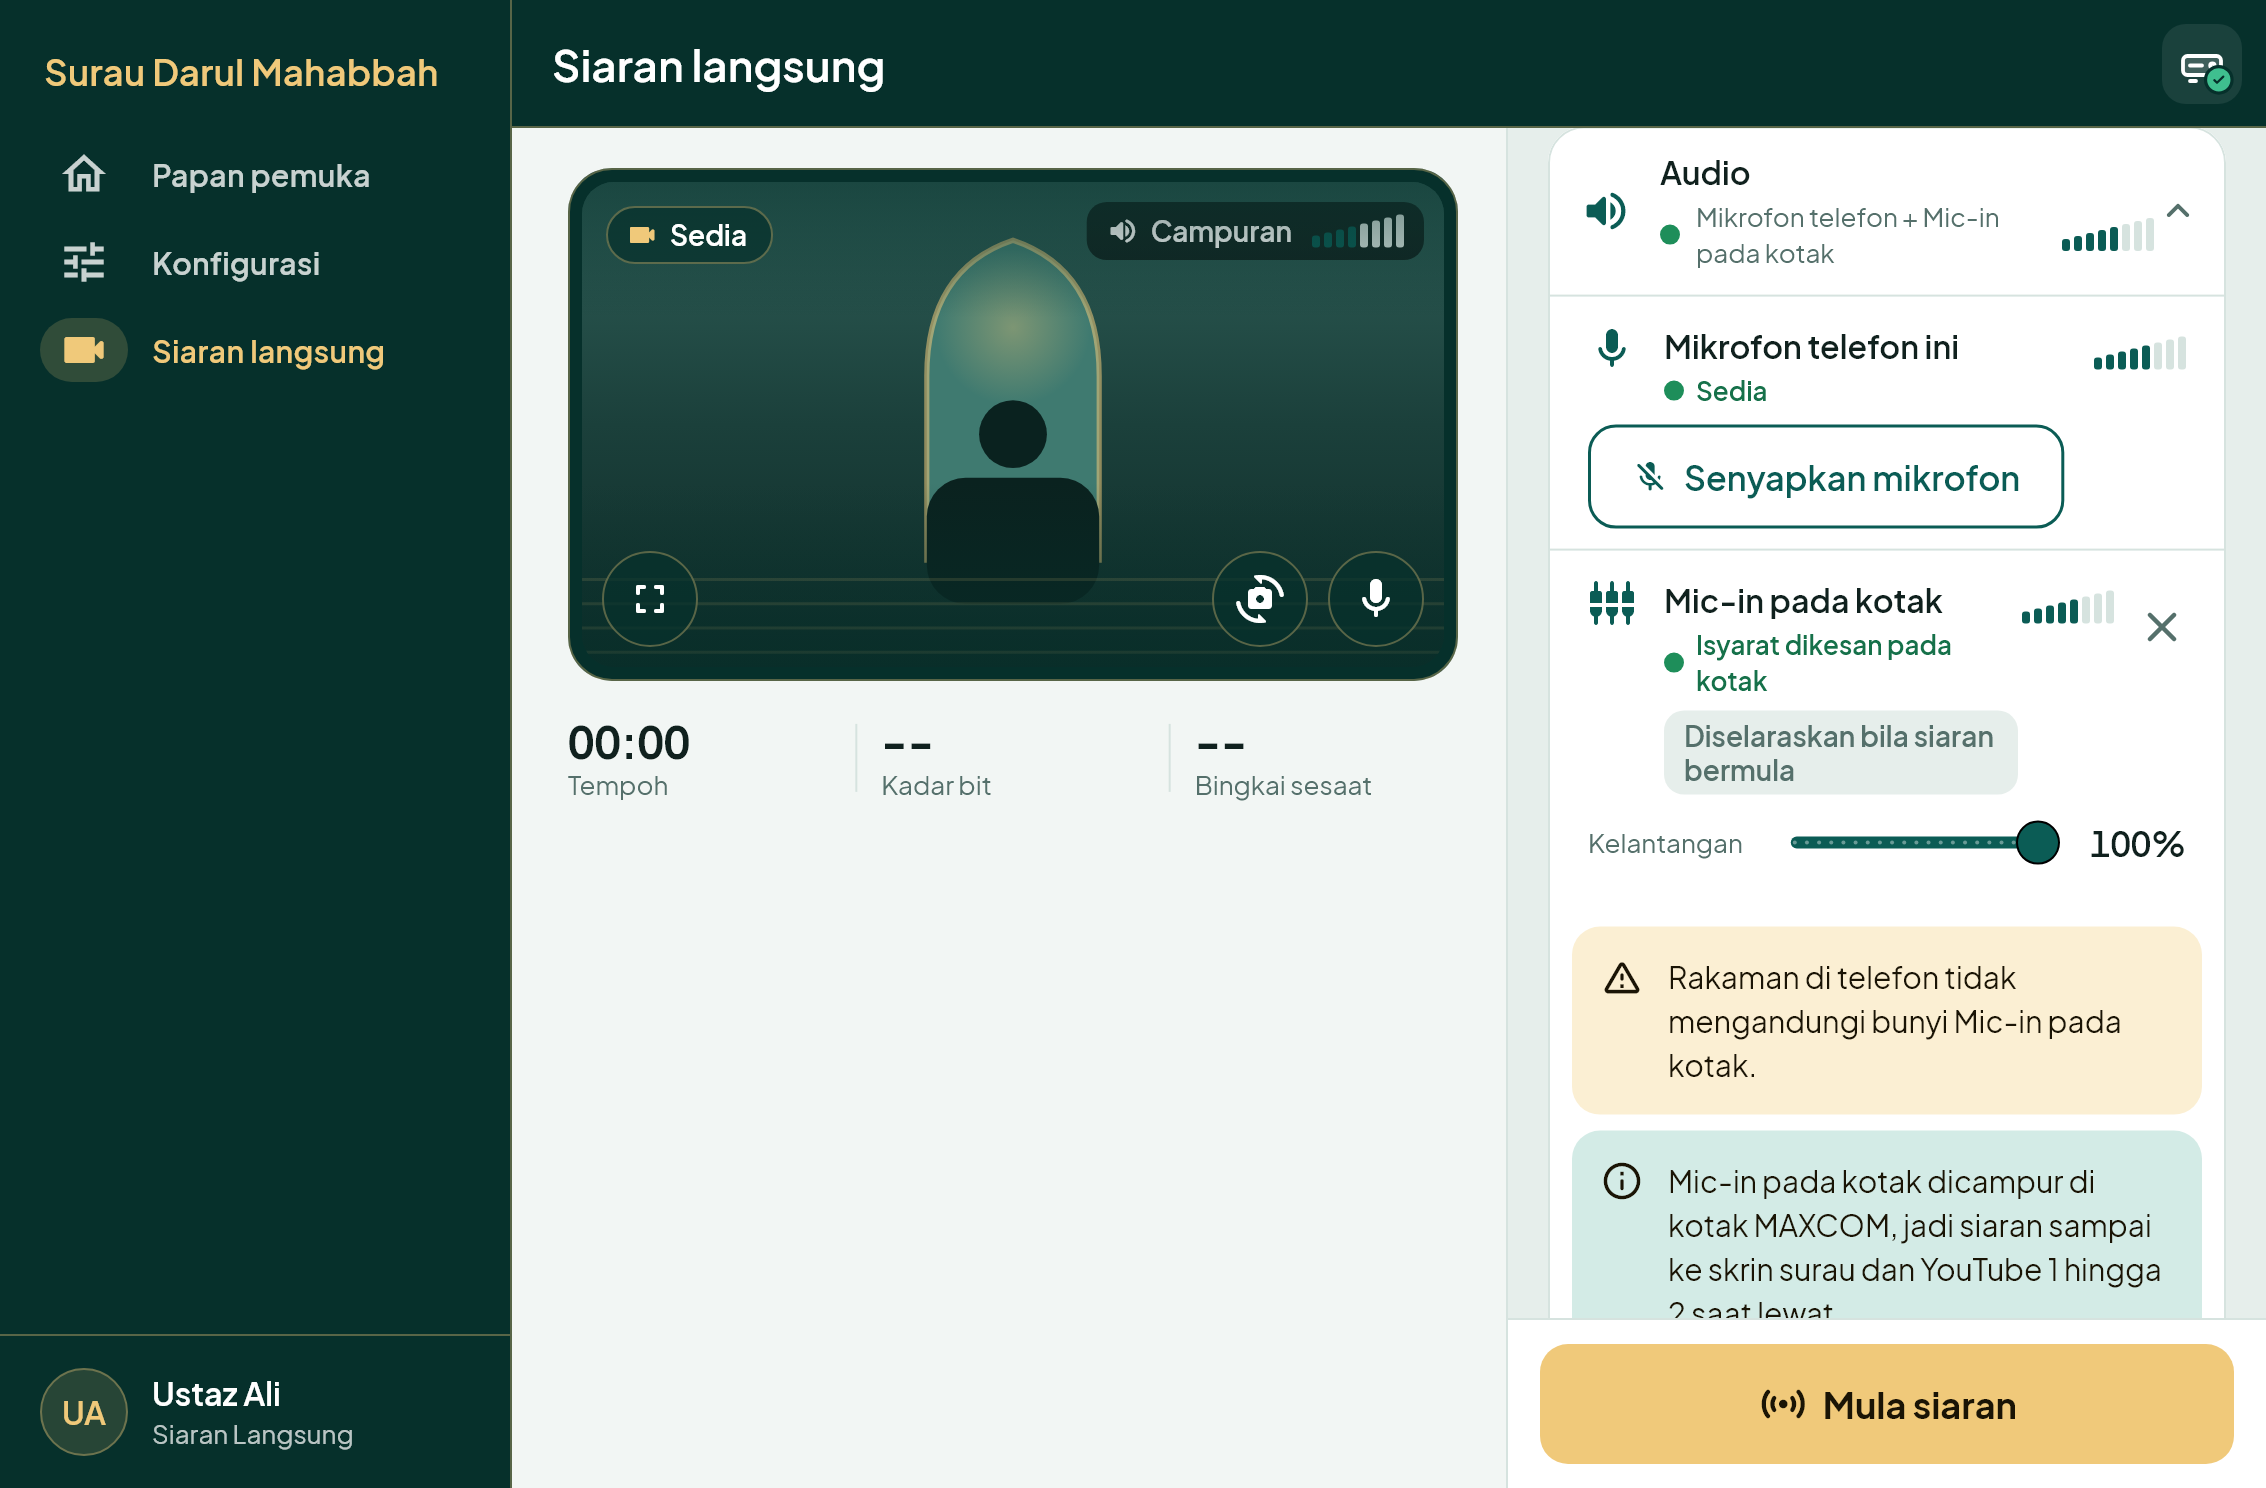 Surau Darul Mahabbah
Papan pemuka
Konfigurasi
Siaran langsung
Ustaz Ali
UA
Siaran Langsung
Siaran langsung
Sedia
Campuran
00:00
Tempoh
--
Kadar bit
--
Bingkai sesaat
Audio
Mikrofon telefon + Mic-in
pada kotak
Mikrofon telefon ini
Sedia
Senyapkan mikrofon
Mic-in pada kotak
Isyarat dikesan pada
kotak
Diselaraskan bila siaran
bermula
Kelantangan
100%
Rakaman di telefon tidak
mengandungi bunyi Mic-in pada
kotak.
Mic-in pada kotak dicampur di
kotak MAXCOM, jadi siaran sampai
ke skrin surau dan YouTube 1 hingga
2 saat lewat
Mula siaran